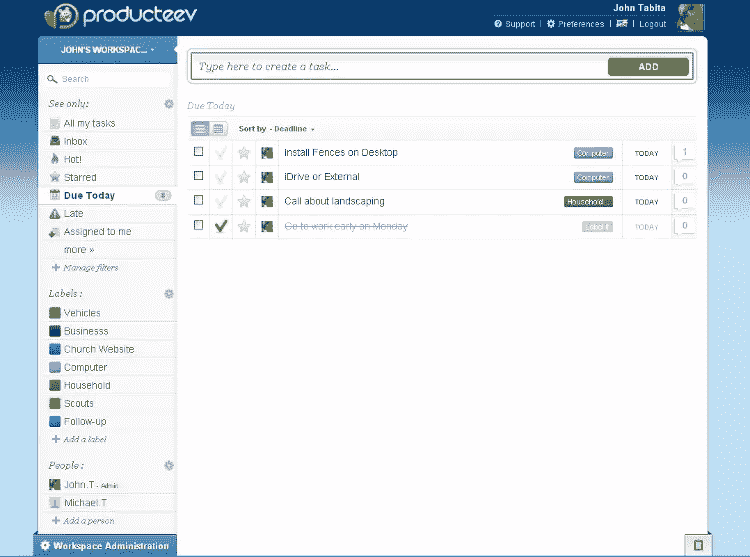 producteev
John Tabita
Support | Preferences | Logout
JOHN'S WORKSPAC...
Search
See only:
All my tasks
Inbox
Hot!
Starred
Due Today
Late
Assigned to me
more »
+ Manage filters
Labels :
Vehicles
Businesss
Church Website
Computer
Household
Scouts
Follow-up
+ Add a label
People :
John.T - Admin
Michael.T
+ Add a person
Workspace Administration
Type here to create a task...
ADD
Due Today
Sort by - Deadline
Install Fences on Desktop Computer TODAY 1
iDrive or External Computer TODAY 0
Call about landscaping Household... TODAY 0
Go to work early on Monday TODAY 0